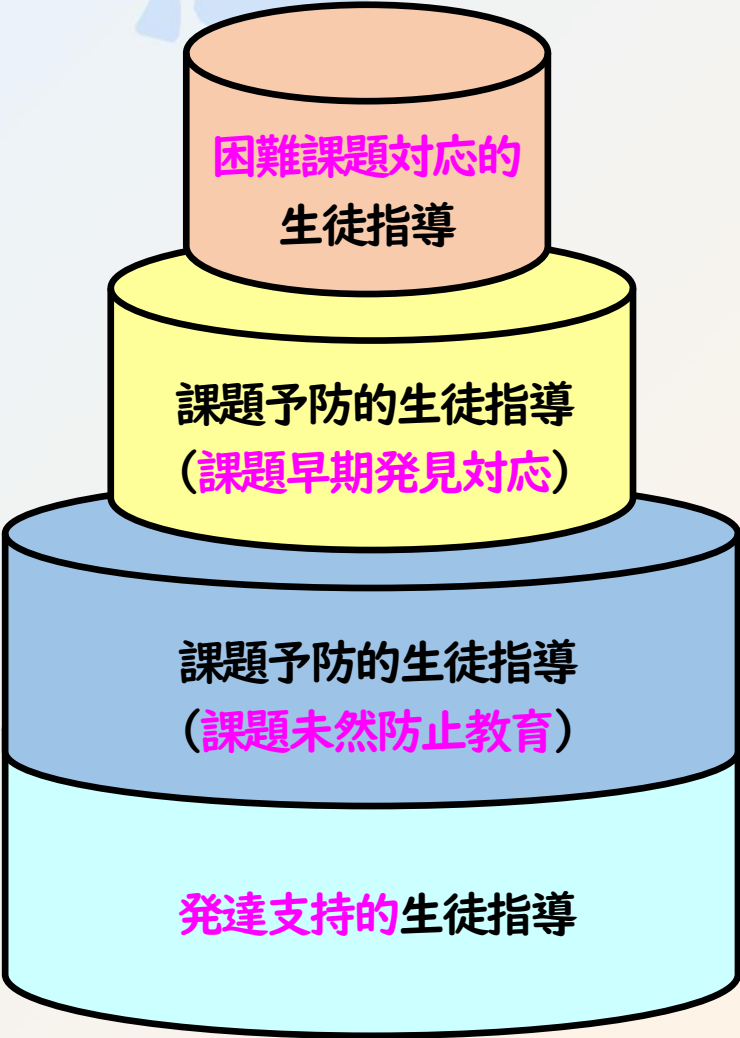 困難課題対応的
生徒指導
課題予防的生徒指導
（課題早期発見対応）
課題予防的生徒指導
（課題未然防止教育）
発達支持的生徒指導